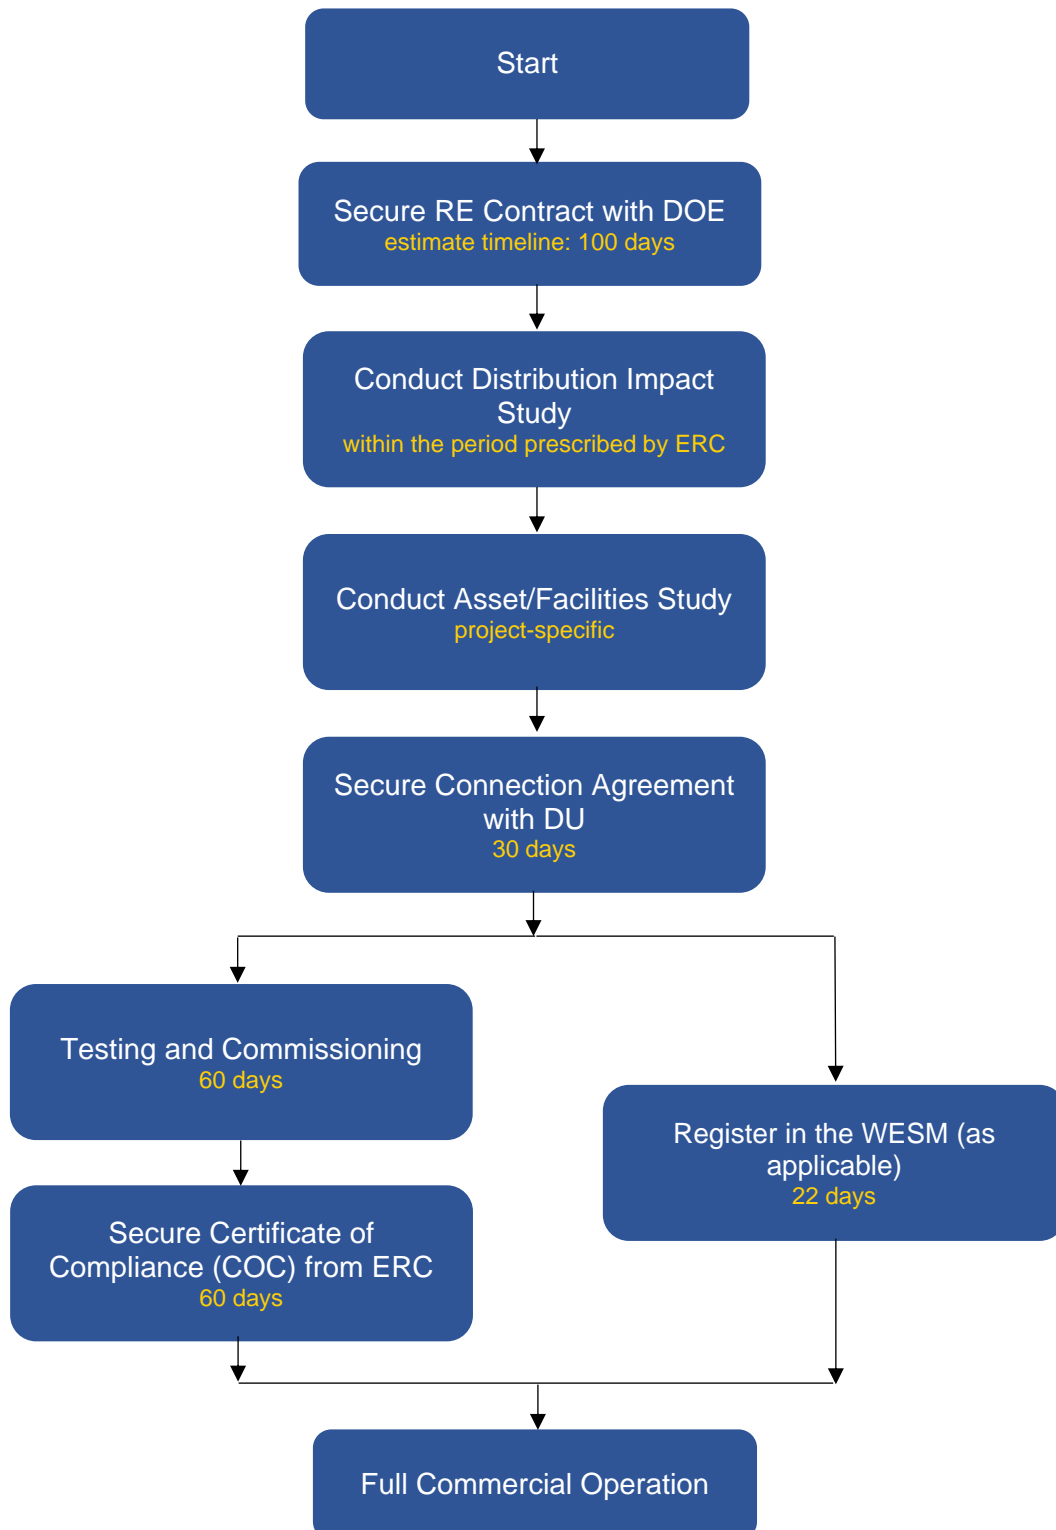 Start
Secure RE Contract with DOE
estimate timeline: 100 days
Conduct Distribution Impact
Study
within the period prescribed by ERC
Conduct Asset/Facilities Study
project-specific
Secure Connection Agreement
with DU
30 days
Testing and Commissioning
60 days
Register in the WESM (as
applicable)
22 days
Secure Certificate of
Compliance (COC) from ERC
60 days
Full Commercial Operation